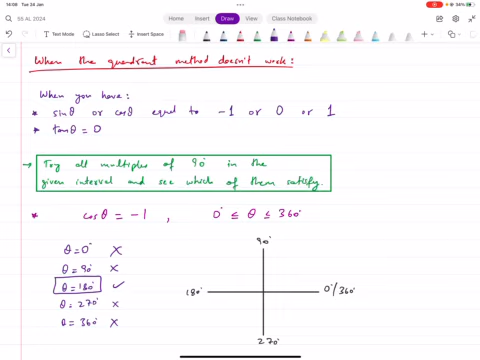 14:08 Tue 24 Jan
94%
SS AL 2024
Home Insert Draw View Class Notebook
Text Mode Lasso Select Insert Space
When the quadrant method doesn't work:
When you have:
* sinθ or cosθ equal to -1 or 0 or 1
* tanθ = 0
→ Try all multiples of 90° in the
given interval and see which of them satisfy.
* cosθ = -1 , 0° ≤ θ ≤ 360°
θ = 0° ×
θ = 90° ×
θ = 180° ✓
θ = 270° ×
θ = 360° ×
90°
180° 0°/360°
270°